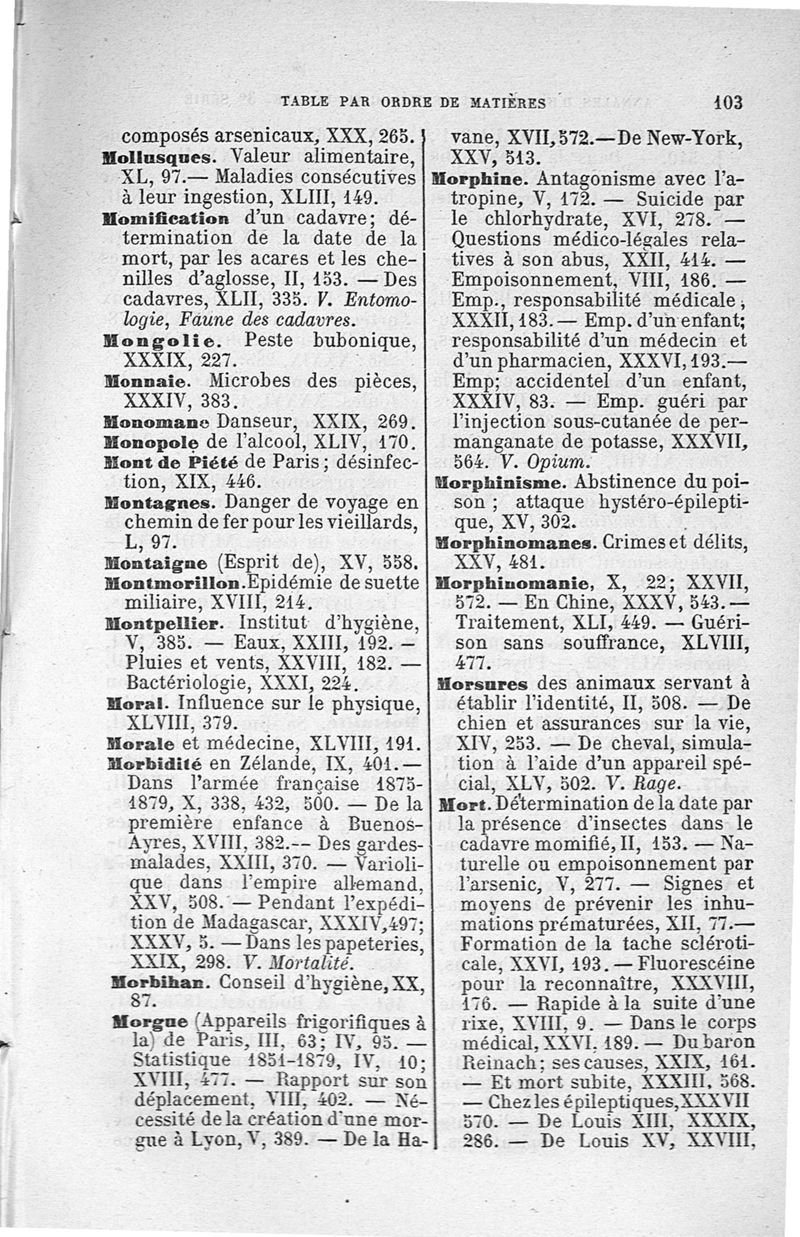 TABLE PAR ORDRE DE MATIÈRES 103
composés arsenicaux, XXX, 265.
Mollusques. Valeur alimentaire,
XL, 97.— Maladies consécutives
à leur ingestion, XLIII, 149.
Momification d'un cadavre; dé-
termination de la date de la
mort, par les acares et les che-
nilles d'aglosse, II, 153. — Des
cadavres, XLII, 335. V. Entomo-
logie, Faune des cadavres.
Mongolie. Peste bubonique,
XXXIX, 227.
Monnaie. Microbes des pièces,
XXXIV, 383.
Monomane Danseur, XXIX, 269.
Monopole de l'alcool, XLIV, 170.
Mont de Piété de Paris; désinfec-
tion, XIX, 446.
Montagnes. Danger de voyage en
chemin de fer pour les vieillards,
L, 97.
Montaigne (Esprit de), XV, 558.
Montmorillon. Epidémie de suette
miliaire, XVIII, 214.
Montpellier. Institut d'hygiène,
V, 385. — Eaux, XXIII, 192. —
Pluies et vents, XXVIII, 182. —
Bactériologie, XXXI, 224.
Moral. Influence sur le physique,
XLVIII, 379.
Morale et médecine, XLVIII, 191.
Morbidité en Zélande, IX, 401.—
Dans l'armée française 1875-
1879, X, 338, 432, 500. — De la
première enfance à Buenos-
Ayres, XVIII, 382.-- Des gardes-
malades, XXIII, 370. — Varioli-
que dans l'empire allemand,
XXV, 508. — Pendant l'expédi-
tion de Madagascar, XXXIV, 497;
XXXV, 5. — Dans les papeteries,
XXIX, 298. V. Mortalité.
Morbihan. Conseil d'hygiène, XX,
87.
Morgue (Appareils frigorifiques à
la) de Paris, III, 63; IV, 95. —
Statistique 1851-1879, IV, 10;
XVIII, 477. — Rapport sur son
déplacement, VIII, 402. — Né-
cessité de la création d'une mor-
gue à Lyon, V, 389. — De la Ha-
vane, XVII, 572.—De New-York,
XXV, 513.
Morphine. Antagonisme avec l'a-
tropine, V, 172. — Suicide par
le chlorhydrate, XVI, 278. —
Questions médico-légales rela-
tives à son abus, XXII, 414. —
Empoisonnement, VIII, 186. —
Emp., responsabilité médicale,
XXXII, 183.— Emp. d'un enfant;
responsabilité d'un médecin et
d'un pharmacien, XXXVI, 193.—
Emp; accidentel d'un enfant,
XXXIV, 83. — Emp. guéri par
l'injection sous-cutanée de per-
manganate de potasse, XXXVII,
564. V. Opium.
Morphinisme. Abstinence du poi-
son ; attaque hystéro-épilepti-
que, XV, 302.
Morphinomanes. Crimes et délits,
XXV, 481.
Morphinomanie, X, 22; XXVII,
572. — En Chine, XXXV, 543.—
Traitement, XLI, 449. — Guéri-
son sans souffrance, XLVIII,
477.
Morsures des animaux servant à
établir l'identité, II, 508. — De
chien et assurances sur la vie,
XIV, 253. — De cheval, simula-
tion à l'aide d'un appareil spé-
cial, XLV, 502. V. Rage.
Mort. Détermination de la date par
la présence d'insectes dans le
cadavre momifié, II, 153. — Na-
turelle ou empoisonnement par
l'arsenic, V, 277. — Signes et
moyens de prévenir les inhu-
mations prématurées, XII, 77.—
Formation de la tache scléroti-
cale, XXVI, 193. — Fluorescéine
pour la reconnaître, XXXVIII,
176. — Rapide à la suite d'une
rixe, XVIII, 9. — Dans le corps
médical, XXVI, 189. — Du baron
Reinach; ses causes, XXIX, 161.
— Et mort subite, XXXIII, 568.
— Chez les épileptiques, XXXVII
570. — De Louis XIII, XXXIX,
286. — De Louis XV, XXVIII,